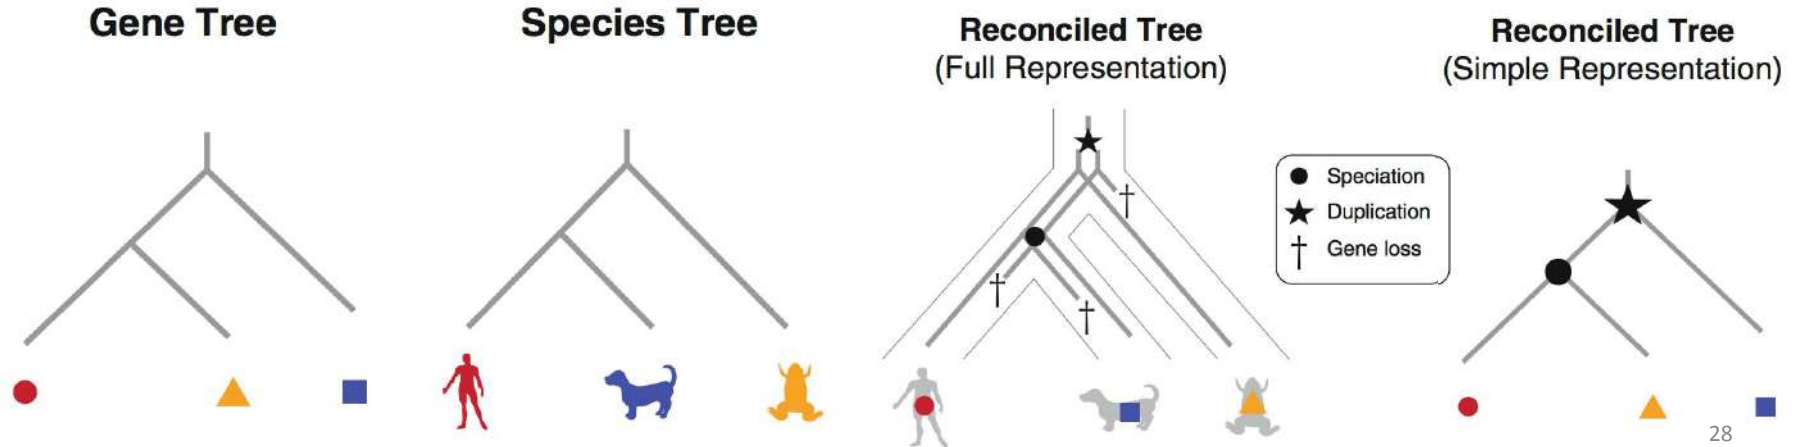 Gene Tree
Species Tree
Reconciled Tree
(Full Representation)
Reconciled Tree
(Simple Representation)
Speciation
Duplication
Gene loss
28